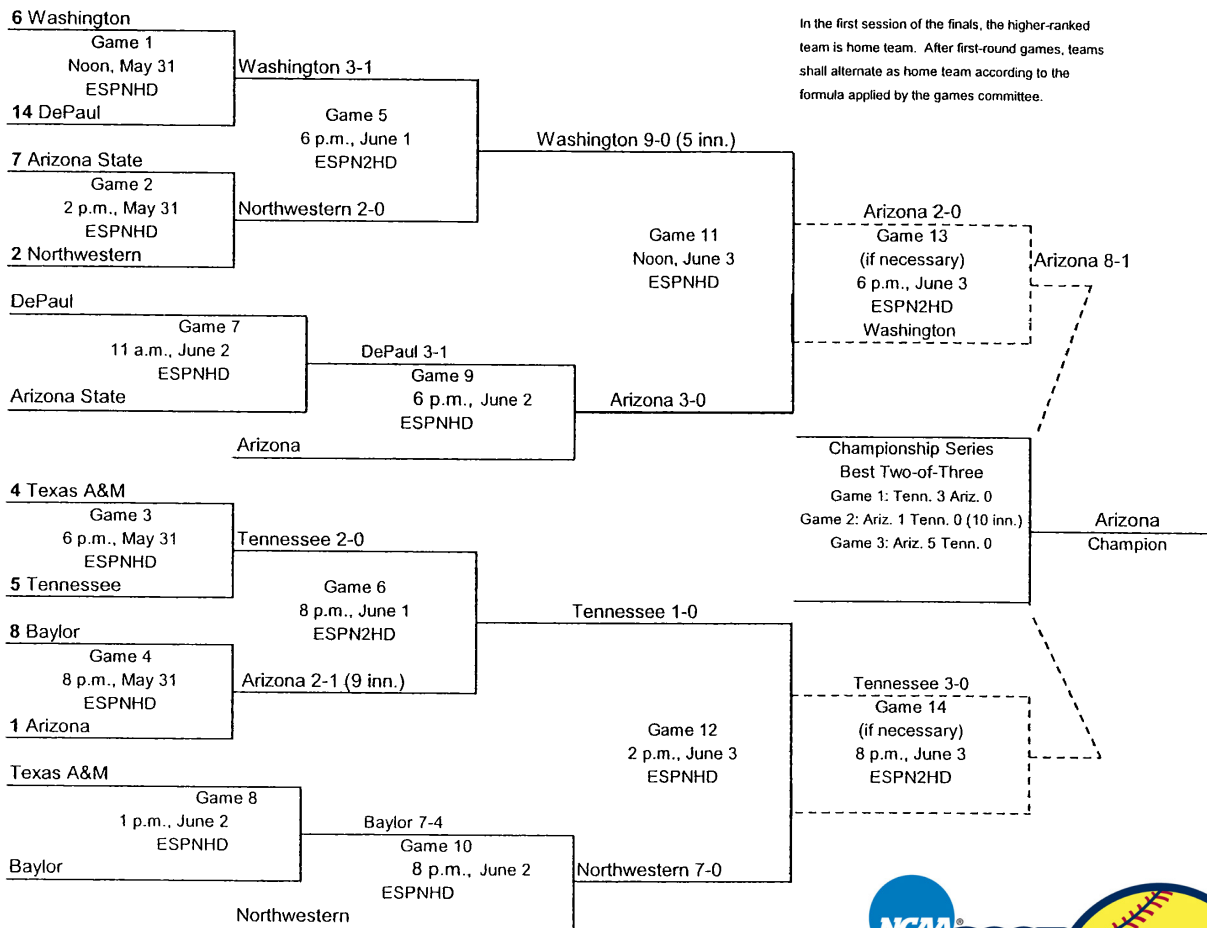 6 Washington
Game 1
Noon, May 31
ESPNHD
14 DePaul
Washington 3-1
Game 5
6 p.m., June 1
ESPN2HD
7 Arizona State
Game 2
2 p.m., May 31
ESPNHD
2 Northwestern
Northwestern 2-0
Washington 9-0 (5 inn.)
In the first session of the finals, the higher-ranked
team is home team. After first-round games, teams
shall alternate as home team according to the
formula applied by the games committee.
DePaul
Game 7
11 a.m., June 2
ESPNHD
Arizona State
DePaul 3-1
Game 9
6 p.m., June 2
ESPNHD
Arizona
Arizona 3-0
Game 11
Noon, June 3
ESPNHD
Arizona 2-0
Game 13
(if necessary)
6 p.m., June 3
ESPN2HD
Washington
Arizona 8-1
Championship Series
Best Two-of-Three
Game 1: Tenn. 3 Ariz. 0
Game 2: Ariz. 1 Tenn. 0 (10 inn.)
Game 3: Ariz. 5 Tenn. 0
Arizona
Champion
4 Texas A&M
Game 3
6 p.m., May 31
ESPNHD
5 Tennessee
Tennessee 2-0
Game 6
8 p.m., June 1
ESPN2HD
8 Baylor
Game 4
8 p.m., May 31
ESPNHD
1 Arizona
Arizona 2-1 (9 inn.)
Tennessee 1-0
Texas A&M
Game 8
1 p.m., June 2
ESPNHD
Baylor
Baylor 7-4
Game 10
8 p.m., June 2
ESPNHD
Northwestern
Northwestern 7-0
Game 12
2 p.m., June 3
ESPNHD
Tennessee 3-0
Game 14
(if necessary)
8 p.m., June 3
ESPN2HD
NCAA®